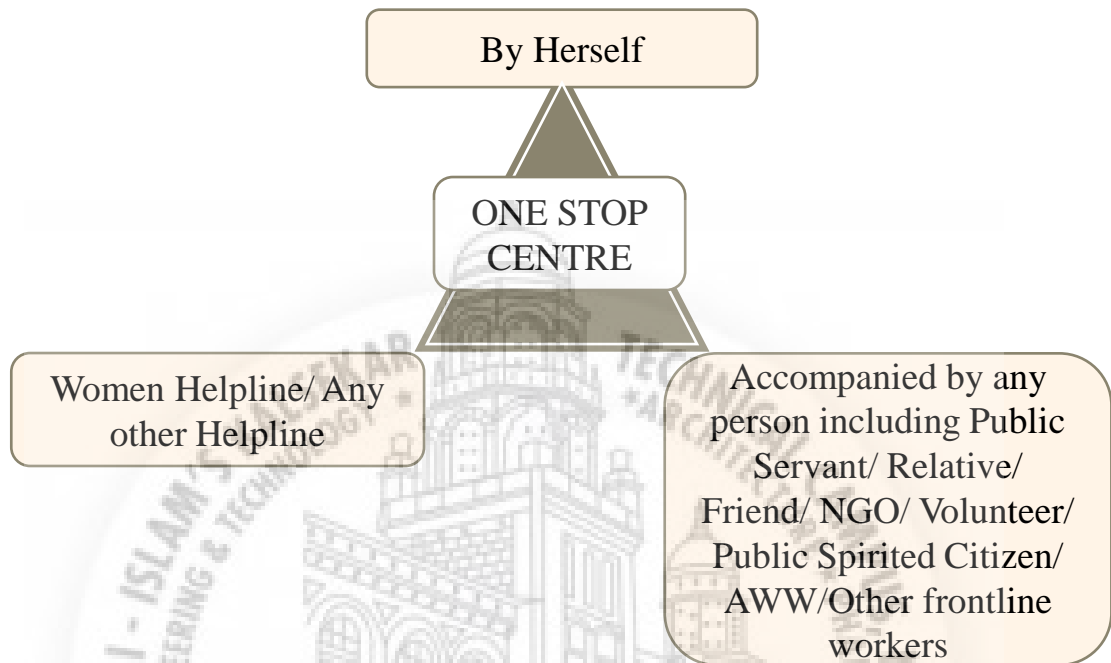 By Herself
ONE STOP
CENTRE
Women Helpline/ Any
other Helpline
Accompanied by any
person including Public
Servant/ Relative/
Friend/ NGO/ Volunteer/
Public Spirited Citizen/
AWW/Other frontline
workers